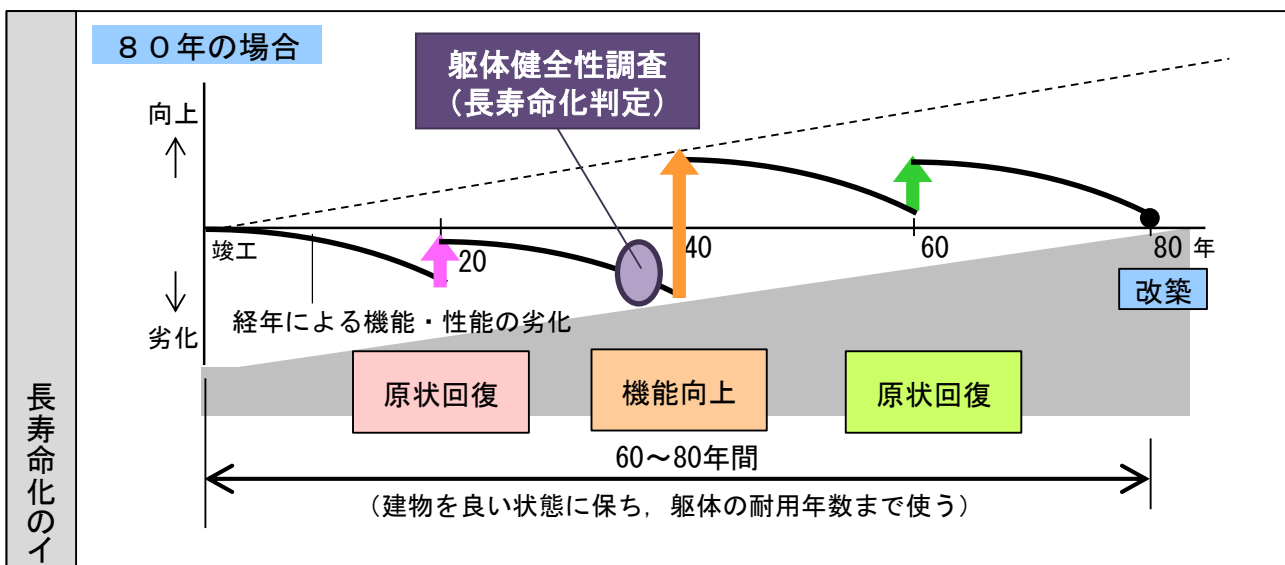 ８０年の場合
躯体健全性調査
（長寿命化判定）
向上
竣工
20
40
60
80 年
劣化
経年による機能・性能の劣化
改築
原状回復
機能向上
原状回復
60～80年間
（建物を良い状態に保ち，躯体の耐用年数まで使う）
長寿命化のイ